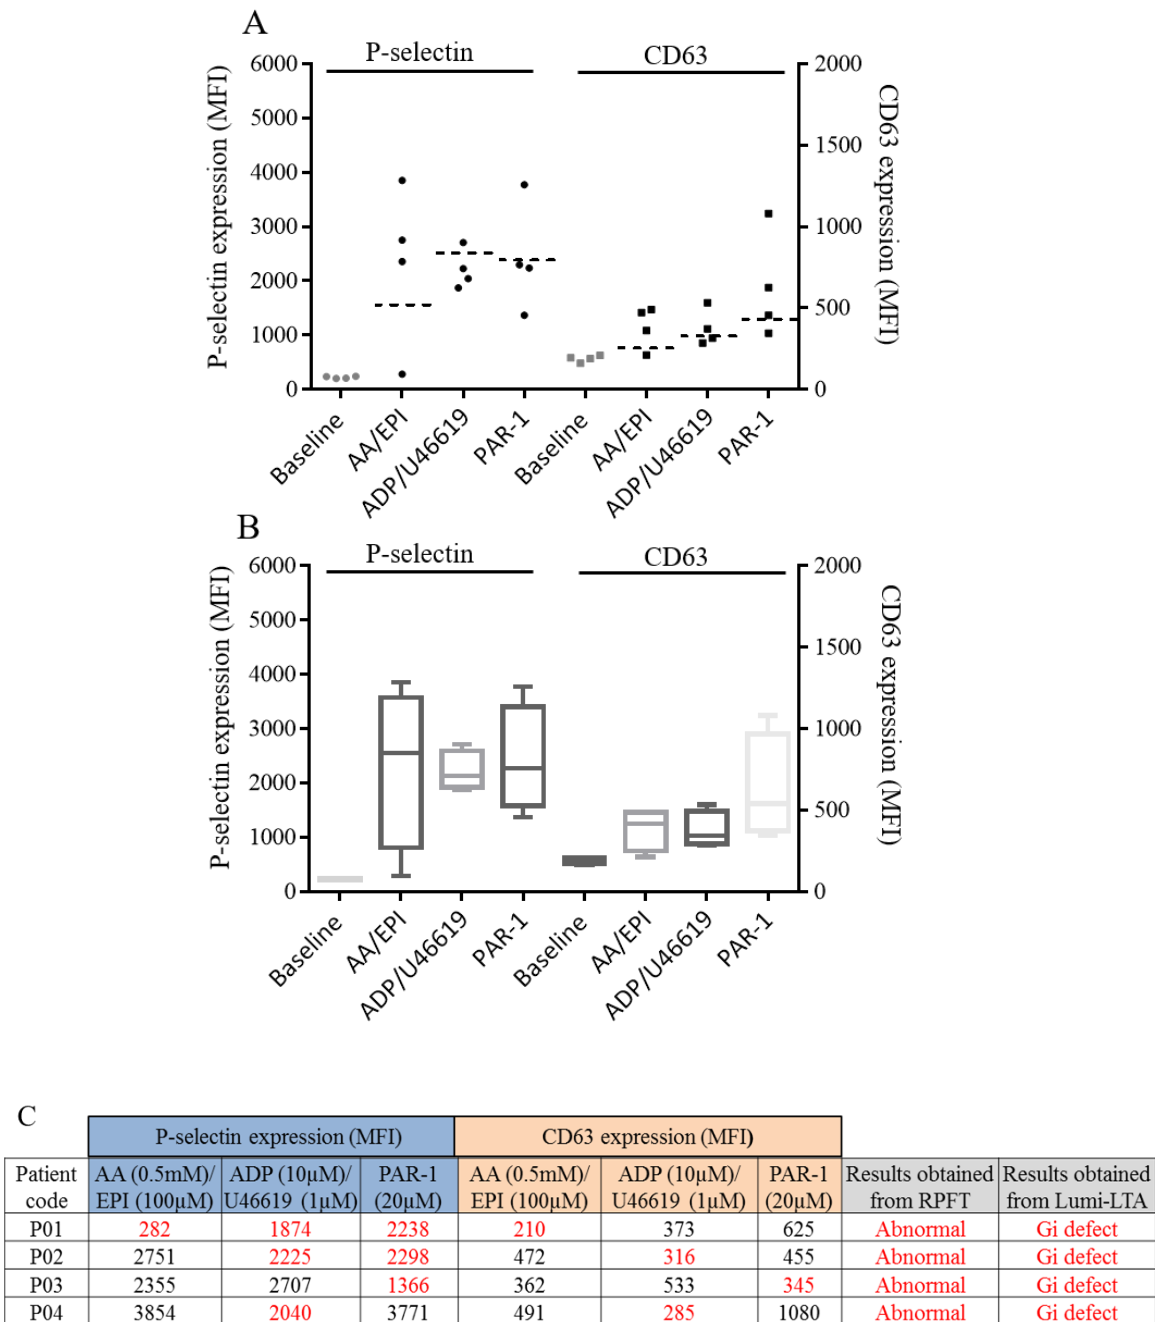 A
P-selectin
CD63
6000
5000
4000
3000
2000
1000
0
P-selectin expression (MFI)
2000
1500
1000
500
0
CD63 expression (MFI)
Baseline
AA/EPI
ADP/U46619
PAR-1
Baseline
AA/EPI
ADP/U46619
PAR-1
B
P-selectin
CD63
6000
5000
4000
3000
2000
1000
0
P-selectin expression (MFI)
2000
1500
1000
500
0
CD63 expression (MFI)
Baseline
AA/EPI
ADP/U46619
PAR-1
Baseline
AA/EPI
ADP/U46619
PAR-1
C
P-selectin expression (MFI) CD63 expression (MFI)
Patient AA (0.5mM)/ ADP (10µM)/ PAR-1 AA (0.5mM)/ ADP (10µM)/ PAR-1 Results obtained Results obtained
code EPI (100µM) U46619 (1µM) (20µM) EPI (100µM) U46619 (1µM) (20µM) from RPFT from Lumi-LTA
P01 282 1874 2238 210 373 625 Abnormal Gi defect
P02 2751 2225 2298 472 316 455 Abnormal Gi defect
P03 2355 2707 1366 362 533 345 Abnormal Gi defect
P04 3854 2040 3771 491 285 1080 Abnormal Gi defect